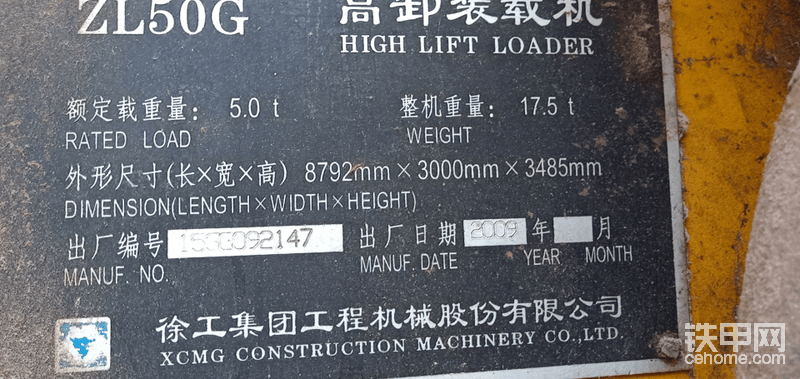 ZL50G 高卸装载机
HIGH LIFT LOADER
额定载重量: 5.0 t 整机重量: 17.5 t
RATED LOAD WEIGHT
外形尺寸(长×宽×高) 8792mm×3000mm×3485mm
DIMENSION(LENGTH×WIDTH×HEIGHT)
出厂编号 出厂日期 2009 年 月
MANUF. NO. MANUF. DATE YEAR MONTH
徐工集团工程机械股份有限公司
XCMG CONSTRUCTION MACHINERY CO.,LTD.
铁甲网
cehome.com